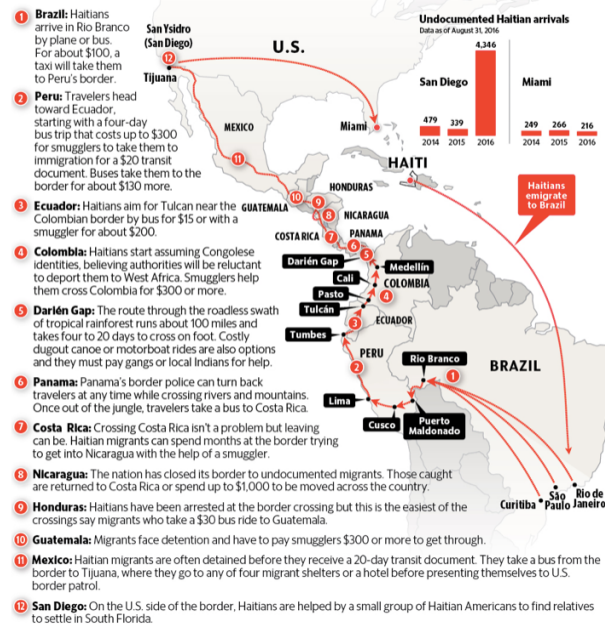 1 Brazil: Haitians
arrive in Rio Branco
by plane or bus.
For about $100, a
taxi will take them
to Peru's border.
2 Peru: Travelers head
toward Ecuador,
starting with a four-day
bus trip that costs up to $300
for smugglers to take them to
immigration for a $20 transit
document. Buses take them to the
border for about $130 more.
3 Ecuador: Haitians aim for Tulcan near the
Colombian border by bus for $15 or with a
smuggler for about $200.
4 Colombia: Haitians start assuming Congolese
identities, believing authorities will be reluctant
to deport them to West Africa. Smugglers help
them cross Colombia for $300 or more.
5 Darién Gap: The route through the roadless swath
of tropical rainforest runs about 100 miles and
takes four to 20 days to cross on foot. Costly
dugout canoe or motorboat rides are also options
and they must pay gangs or local Indians for help.
6 Panama: Panama's border police can turn back
travelers at any time while crossing rivers and mountains.
Once out of the jungle, travelers take a bus to Costa Rica.
7 Costa Rica: Crossing Costa Rica isn't a problem but leaving
can be. Haitian migrants can spend months at the border trying
to get into Nicaragua with the help of a smuggler.
8 Nicaragua: The nation has closed its border to undocumented migrants. Those caught
are returned to Costa Rica or spend up to $1,000 to be moved across the country.
9 Honduras: Haitians have been arrested at the border crossing but this is the easiest of the
crossings say migrants who take a $30 bus ride to Guatemala.
10 Guatemala: Migrants face detention and have to pay smugglers $300 or more to get through.
11 Mexico: Haitian migrants are often detained before they receive a 20-day transit document. They take a bus from the
border to Tijuana, where they go to any of four migrant shelters or a hotel before presenting themselves to U.S.
border patrol.
12 San Diego: On the U.S. side of the border, Haitians are helped by a small group of Haitian Americans to find relatives
to settle in South Florida.
Undocumented Haitian arrivals
Data as of August 31, 2016
San Diego
479 339 4,346
2014 2015 2016
Miami
249 266 216
2014 2015 2016
San Ysidro
(San Diego)
12
Tijuana
U.S.
MEXICO
11
Miami
HAITI
Haitians
emigrate
to Brazil
10
9
HONDURAS
GUATEMALA
8
NICARAGUA
COSTA RICA
7
PANAMA
6
5
Darién Gap
Medellín
Cali
COLOMBIA
4
Pasto
Tulcán
3
ECUADOR
Tumbes
PERU
2
Rio Branco
1
BRAZIL
Lima
Cusco
Puerto
Maldonado
Curitiba
São
Paulo
Rio de
Janeiro